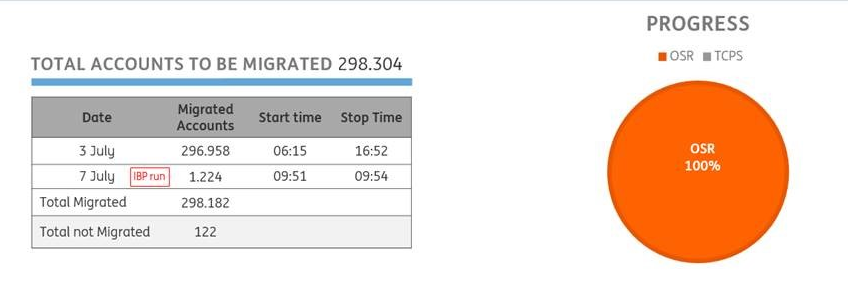 TOTAL ACCOUNTS TO BE MIGRATED 298.304
Date Migrated Accounts Start time Stop Time
3 July 296.958 06:15 16:52
7 July IBP run 1.224 09:51 09:54
Total Migrated 298.182
Total not Migrated 122
PROGRESS
OSR TCPS
OSR
100%